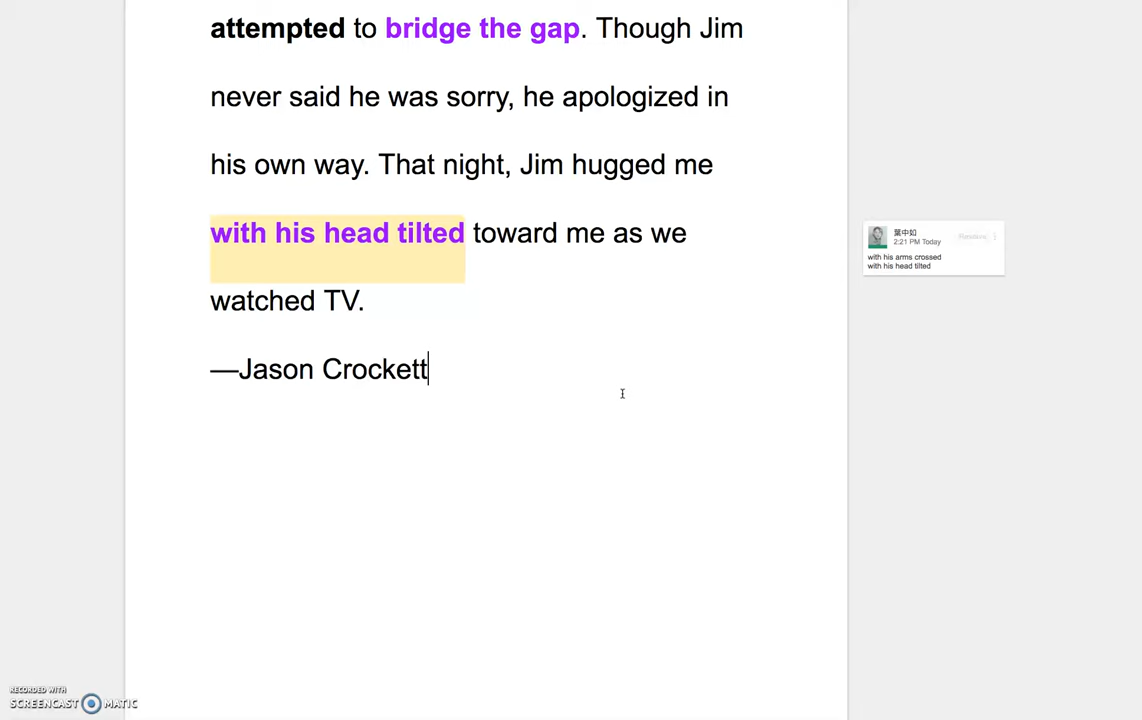 attempted to bridge the gap. Though Jim
never said he was sorry, he apologized in
his own way. That night, Jim hugged me
with his head tilted toward me as we
watched TV.
—Jason Crockett
葉中如
2:21 PM Today
Resolve
with his arms crossed
with his head tilted
RECORDED WITH
SCREENCAST MATIC